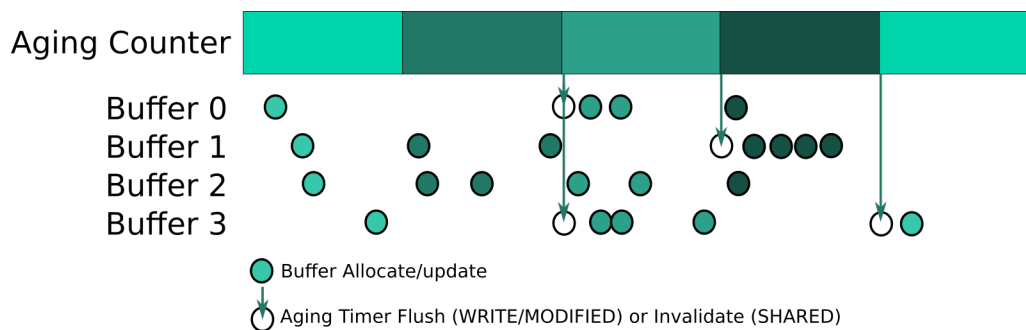 Aging Counter
Buffer 0
Buffer 1
Buffer 2
Buffer 3
Buffer Allocate/update
Aging Timer Flush (WRITE/MODIFIED) or Invalidate (SHARED)